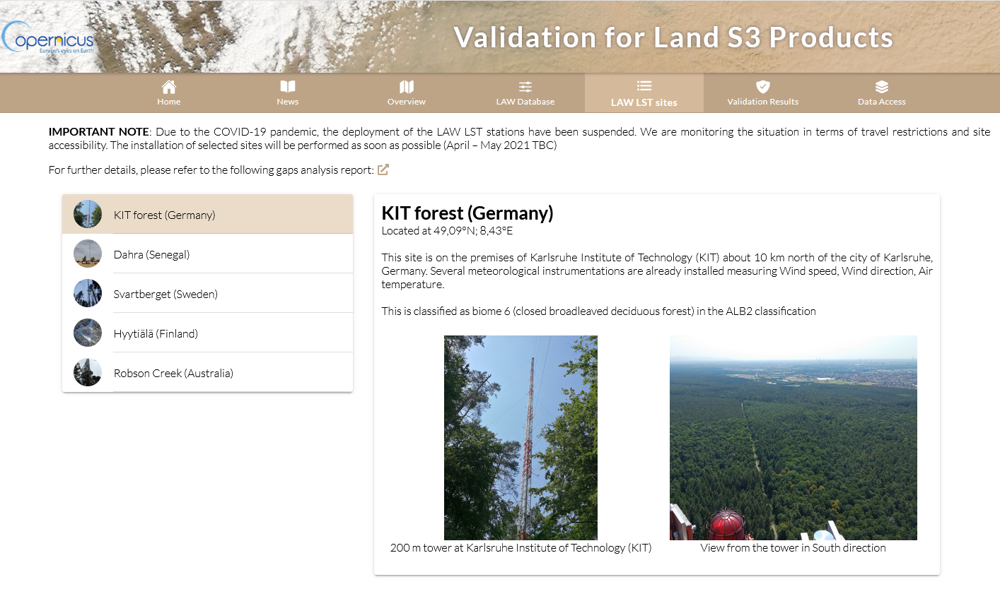 opernicus
Europe's eyes on Earth
Validation for Land S3 Products
Home
News
Overview
LAW Database
LAW LST sites
Validation Results
Data Access
IMPORTANT NOTE: Due to the COVID-19 pandemic, the deployment of the LAW LST stations have been suspended. We are monitoring the situation in terms of travel restrictions and site
accessibility. The installation of selected sites will be performed as soon as possible (April – May 2021 TBC)
For further details, please refer to the following gaps analysis report:
KIT forest (Germany)
Dahra (Senegal)
Svartberget (Sweden)
Hyytiälä (Finland)
Robson Creek (Australia)
KIT forest (Germany)
Located at 49,09°N; 8,43°E
This site is on the premises of Karlsruhe Institute of Technology (KIT) about 10 km north of the city of Karlsruhe,
Germany. Several meteorological instrumentations are already installed measuring Wind speed, Wind direction, Air
temperature.
This is classified as biome 6 (closed broadleaved deciduous forest) in the ALB2 classification
200 m tower at Karlsruhe Institute of Technology (KIT)
View from the tower in South direction